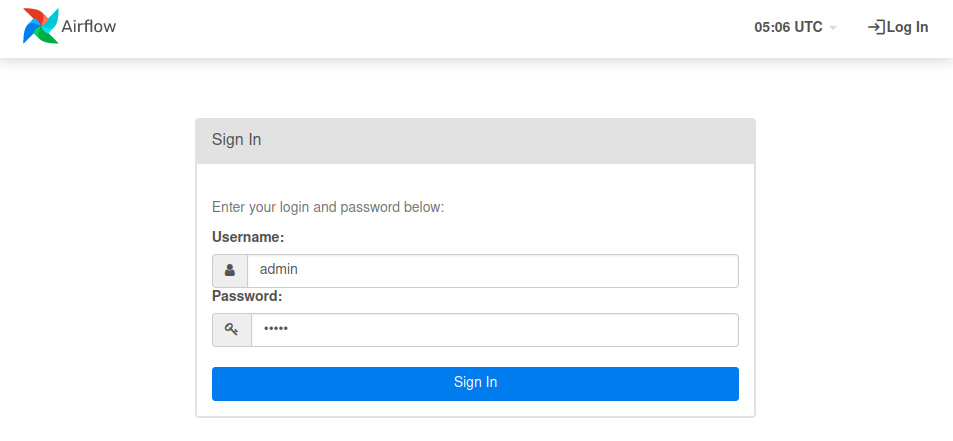 Airflow
05:06 UTC
Log In
Sign In
Enter your login and password below:
Username:
admin
Password:
•••••
Sign In